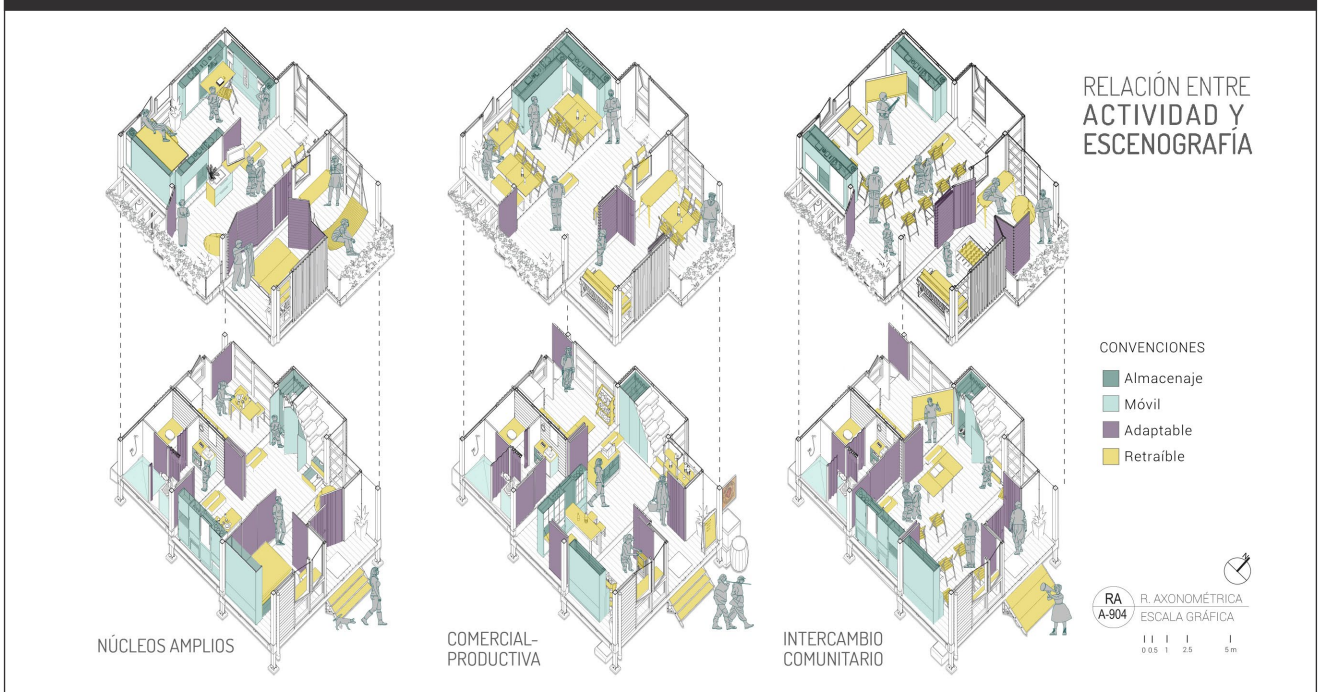 RELACIÓN ENTRE
ACTIVIDAD Y
ESCENOGRAFÍA
CONVENCIONES
Almacenaje
Móvil
Adaptable
Retraíble
NÚCLEOS AMPLIOS
COMERCIAL-
PRODUCTIVA
INTERCAMBIO
COMUNITARIO
N
RA
A-904
R. AXONOMÉTRICA
ESCALA GRÁFICA
0 0.5 1 2.5 5 m